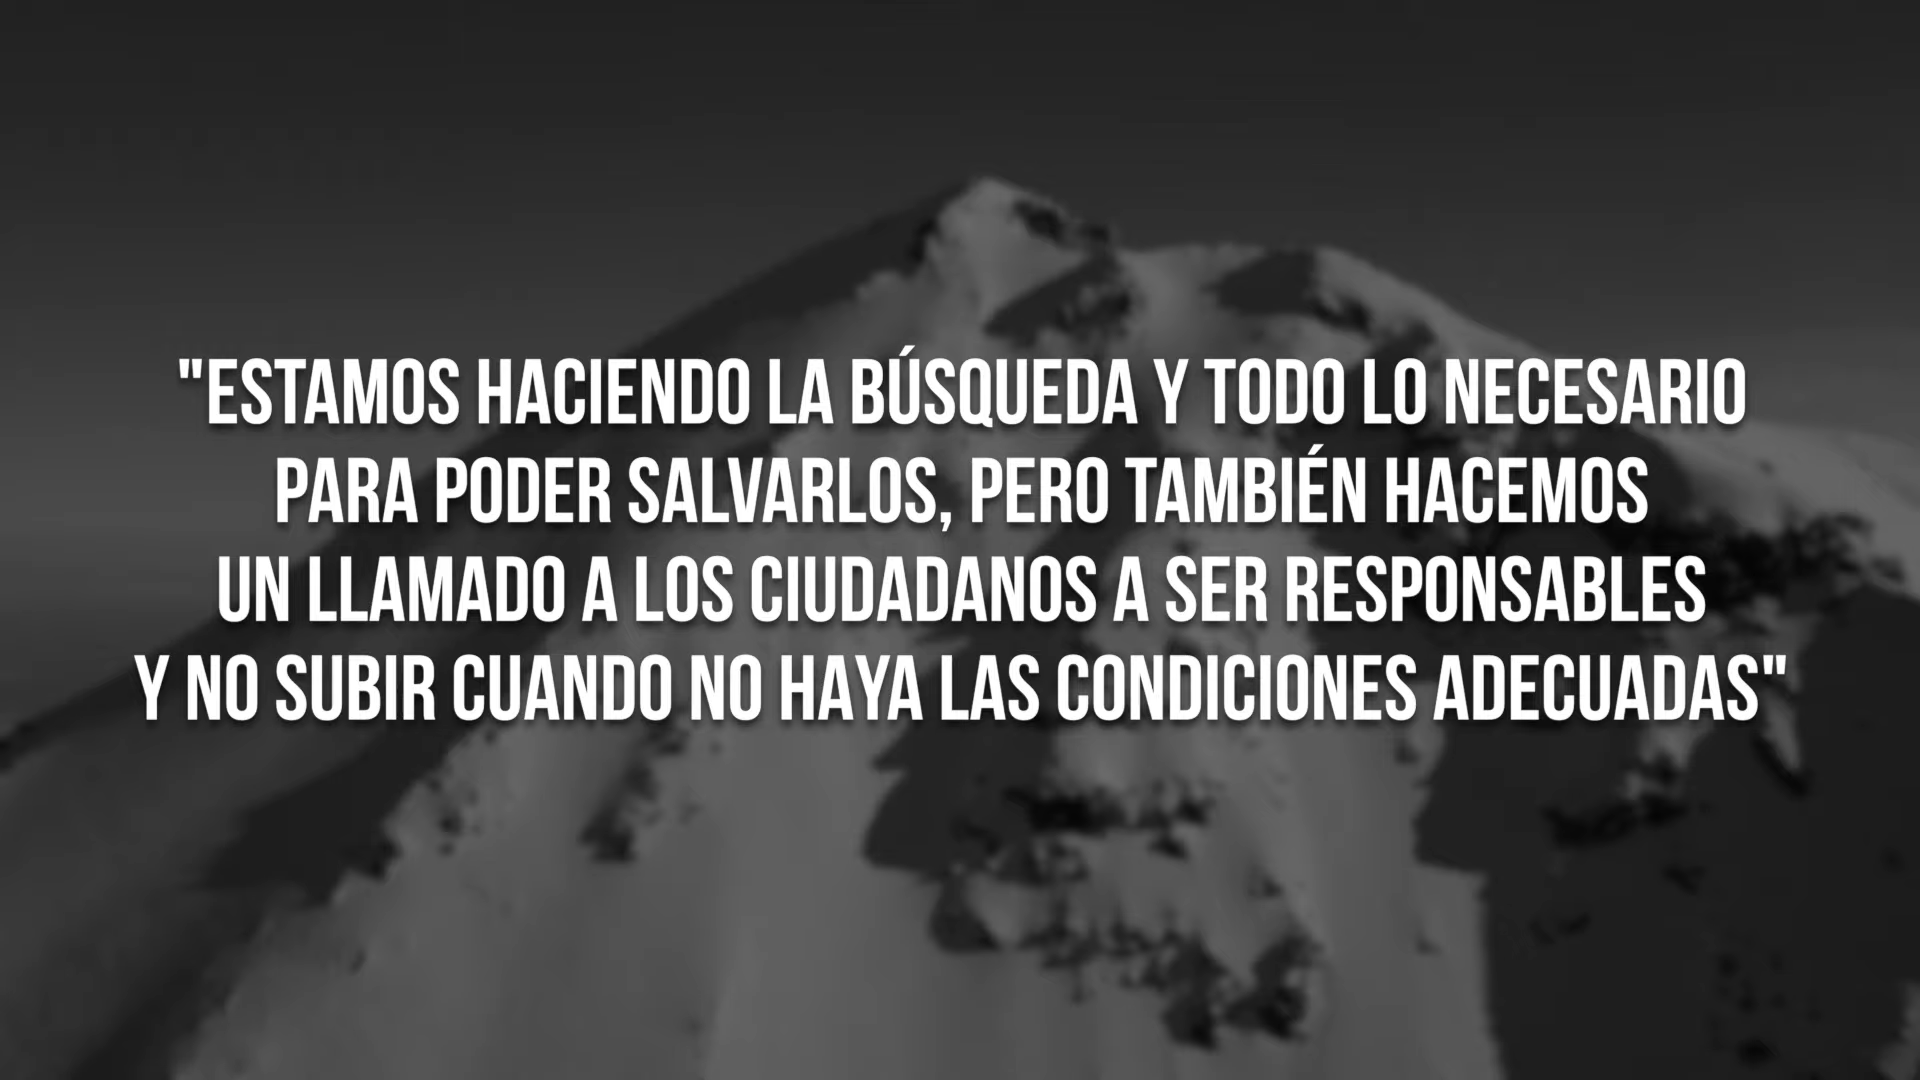 "ESTAMOS HACIENDO LA BÚSQUEDA Y TODO LO NECESARIO
PARA PODER SALVARLOS, PERO TAMBIÉN HACEMOS
UN LLAMADO A LOS CIUDADANOS A SER RESPONSABLES
Y NO SUBIR CUANDO NO HAYA LAS CONDICIONES ADECUADAS"